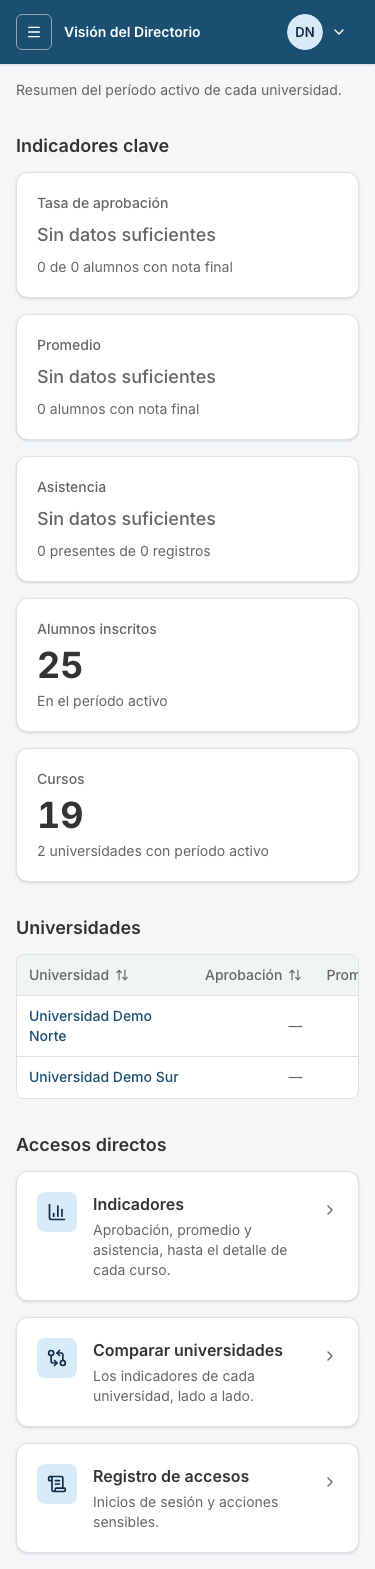 Visión del Directorio
DN
Resumen del período activo de cada universidad.
Indicadores clave
Tasa de aprobación
Sin datos suficientes
0 de 0 alumnos con nota final
Promedio
Sin datos suficientes
0 alumnos con nota final
Asistencia
Sin datos suficientes
0 presentes de 0 registros
Alumnos inscritos
25
En el período activo
Cursos
19
2 universidades con período activo
Universidades
Universidad Aprobación Prom
Universidad Demo
Norte —
Universidad Demo Sur —
Accesos directos
Indicadores
Aprobación, promedio y
asistencia, hasta el detalle de
cada curso.
Comparar universidades
Los indicadores de cada
universidad, lado a lado.
Registro de accesos
Inicios de sesión y acciones
sensibles.